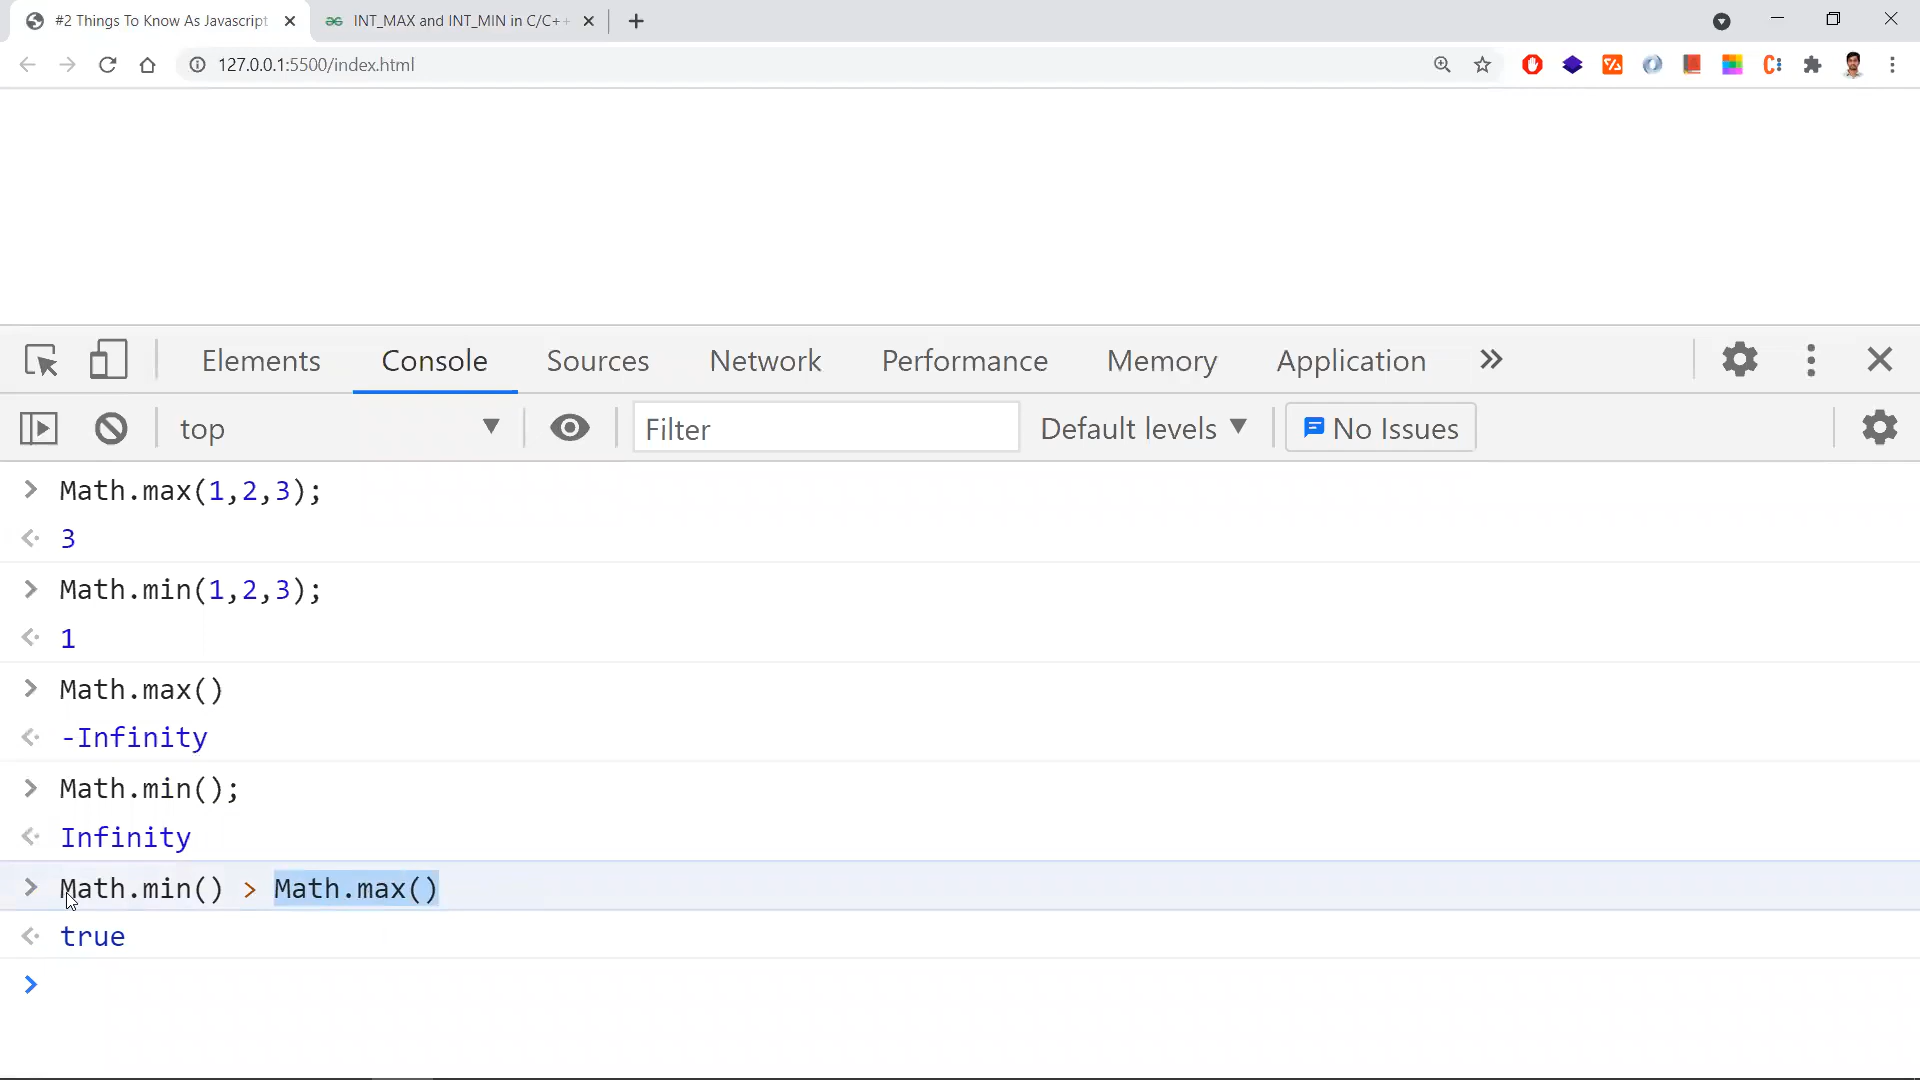 #2 Things To Know As Javascript
INT_MAX and INT_MIN in C/C++
127.0.0.1:5500/index.html
Elements Console Sources Network Performance Memory Application
top Filter Default levels No Issues
> Math.max(1,2,3);
3
> Math.min(1,2,3);
1
> Math.max()
-Infinity
> Math.min();
Infinity
> Math.min() > Math.max()
true
>